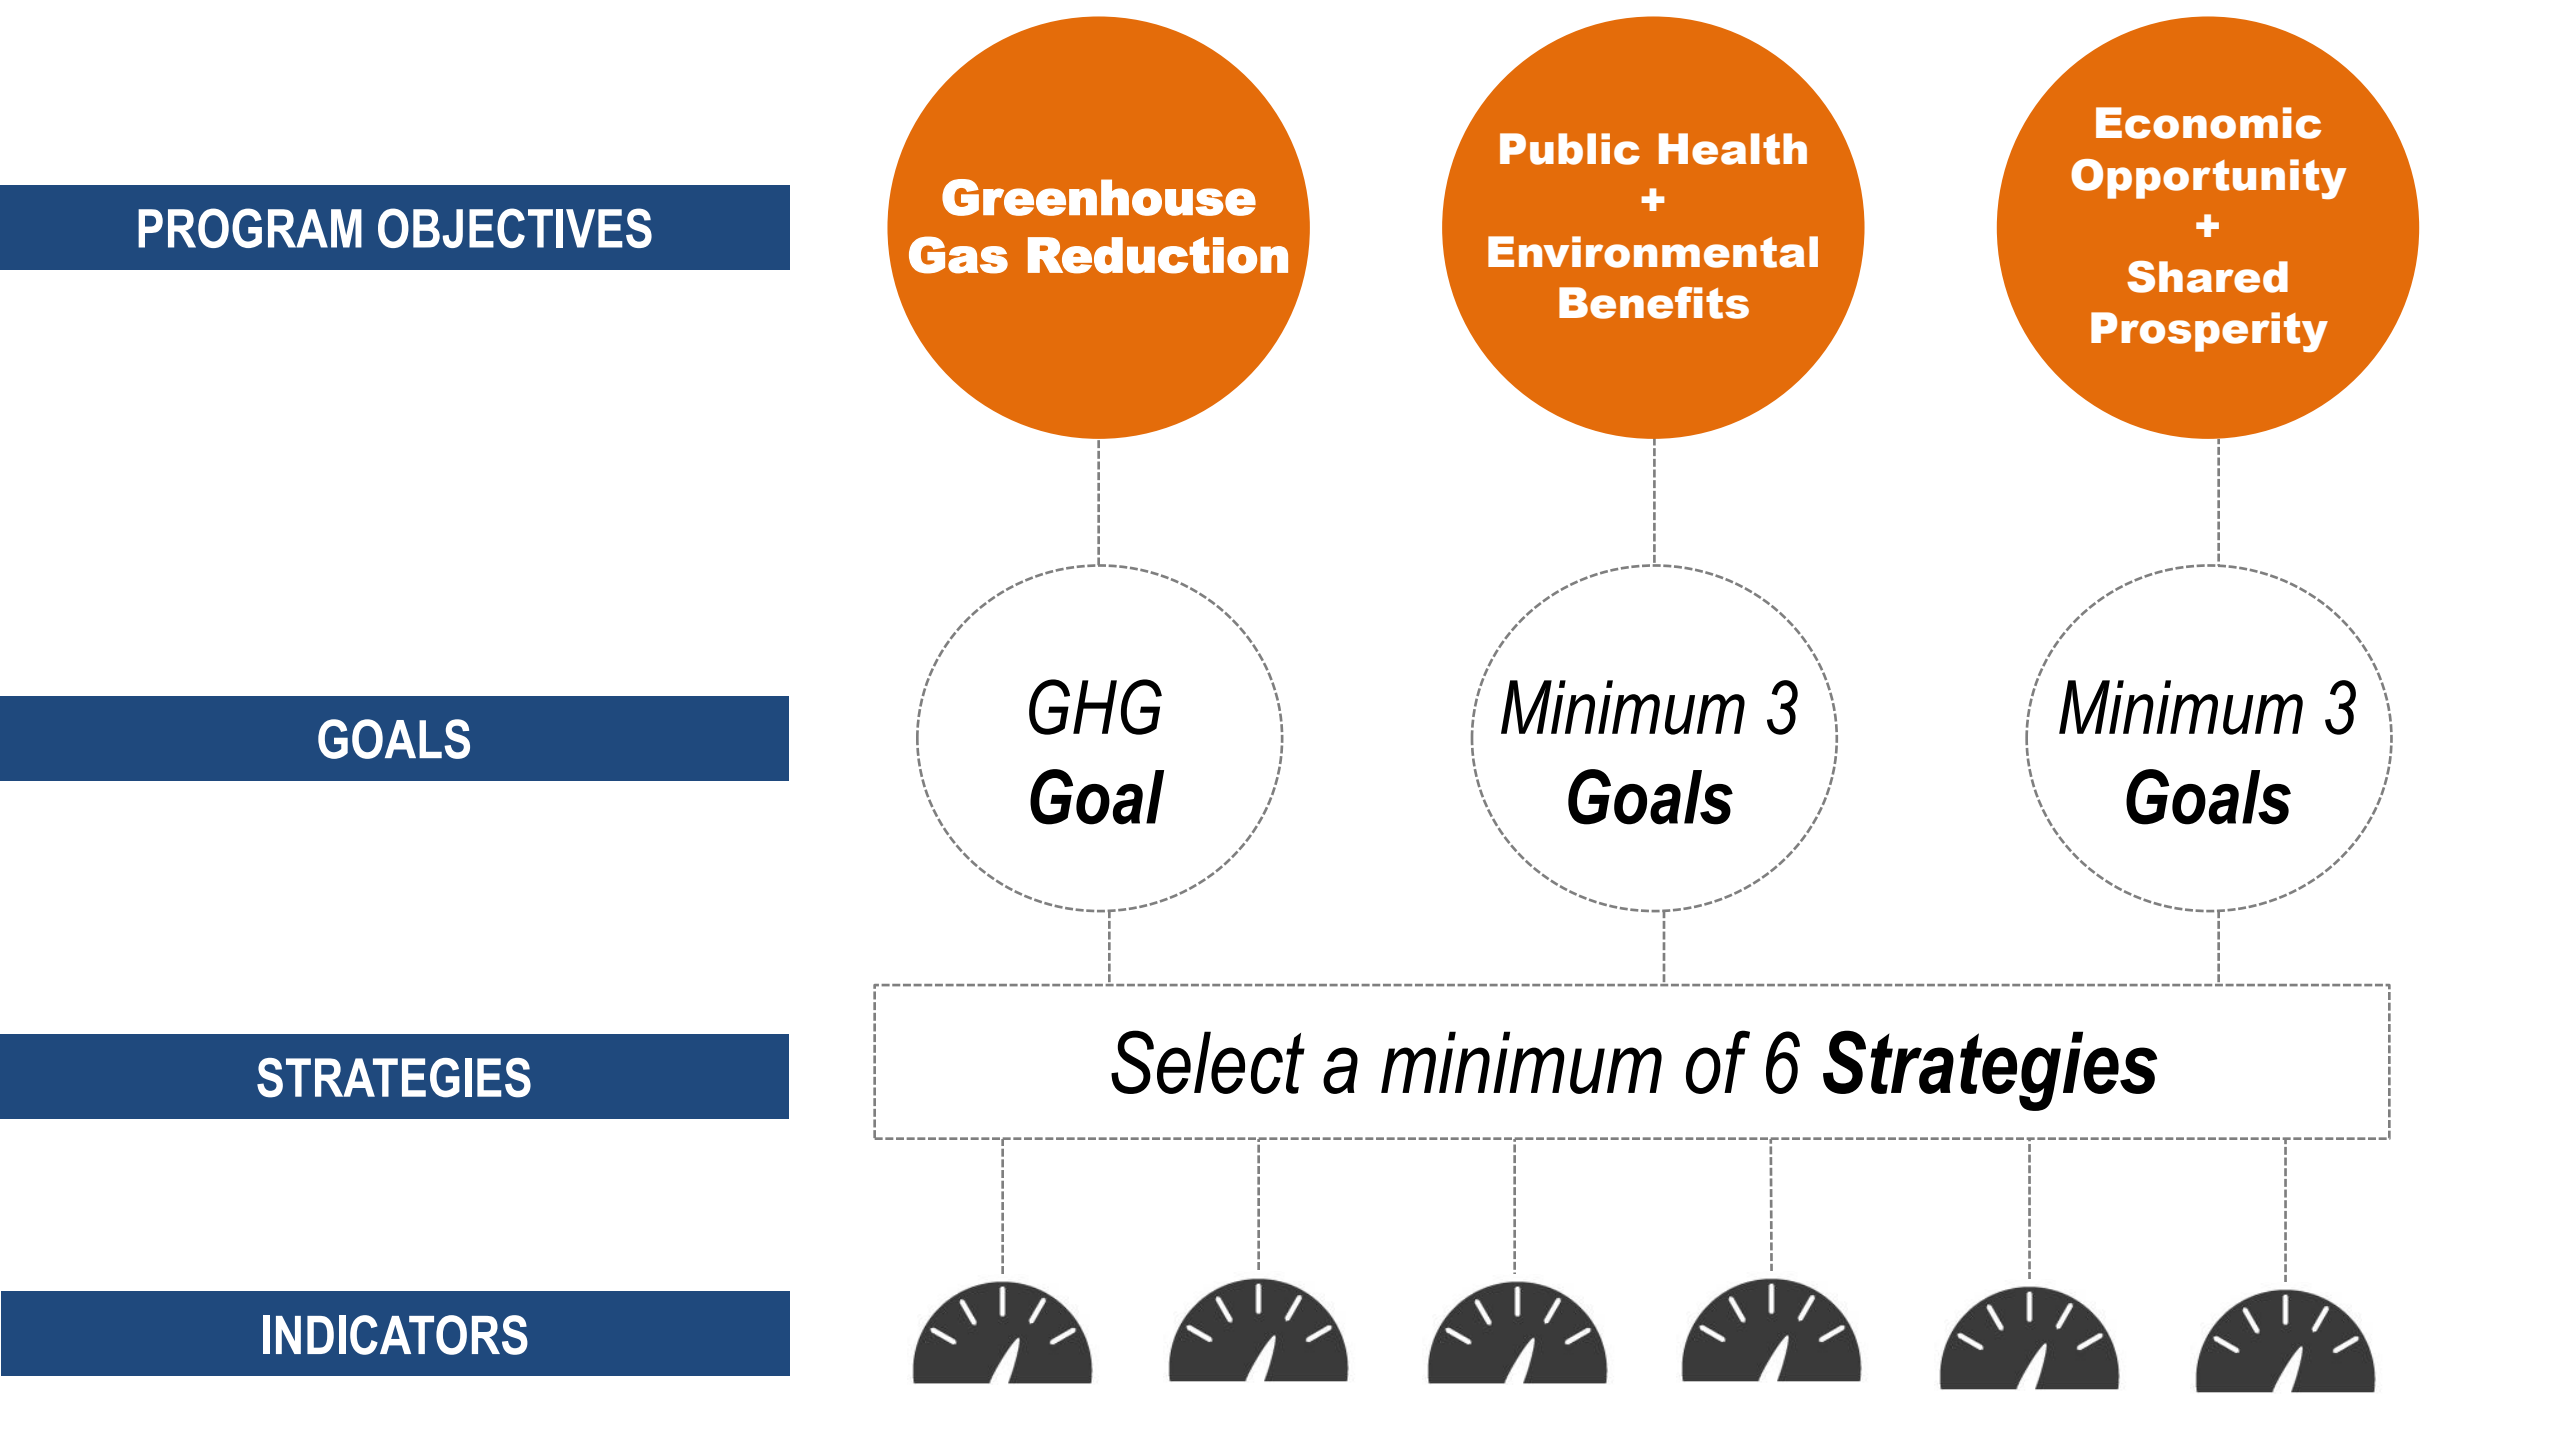 PROGRAM OBJECTIVES
Greenhouse
Gas Reduction
Public Health
+
Environmental
Benefits
Economic
Opportunity
+
Shared
Prosperity
GOALS
GHG
Goal
Minimum 3
Goals
Minimum 3
Goals
STRATEGIES
Select a minimum of 6 Strategies
INDICATORS